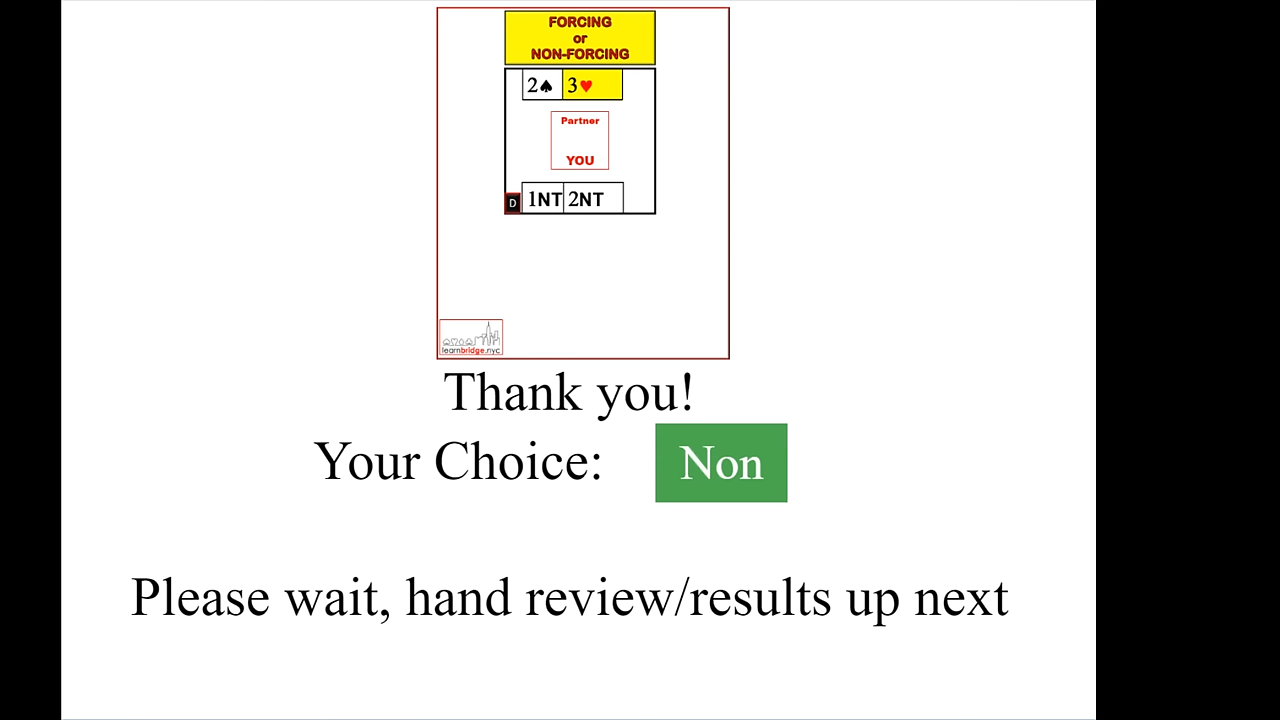 FORCING
or
NON-FORCING
2♠ 3♥
Partner
YOU
D 1NT 2NT
learnbridge.nyc
Thank you!
Your Choice: Non
Please wait, hand review/results up next